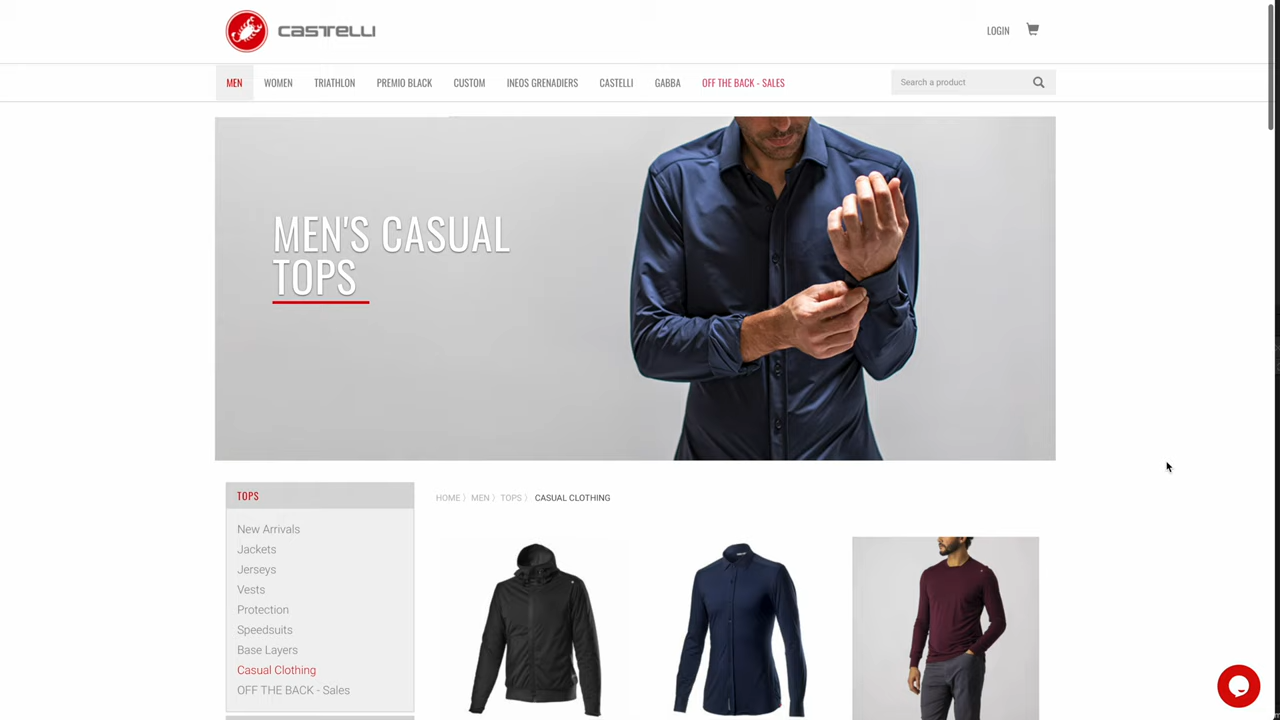 CASTELLI
LOGIN
MEN WOMEN TRIATHLON PREMIO BLACK CUSTOM INEOS GRENADIERS CASTELLI GABBA OFF THE BACK - SALES
Search a product
MEN'S CASUAL
TOPS
TOPS
HOME 〉 MEN 〉 TOPS 〉 CASUAL CLOTHING
New Arrivals
Jackets
Jerseys
Vests
Protection
Speedsuits
Base Layers
Casual Clothing
OFF THE BACK - Sales